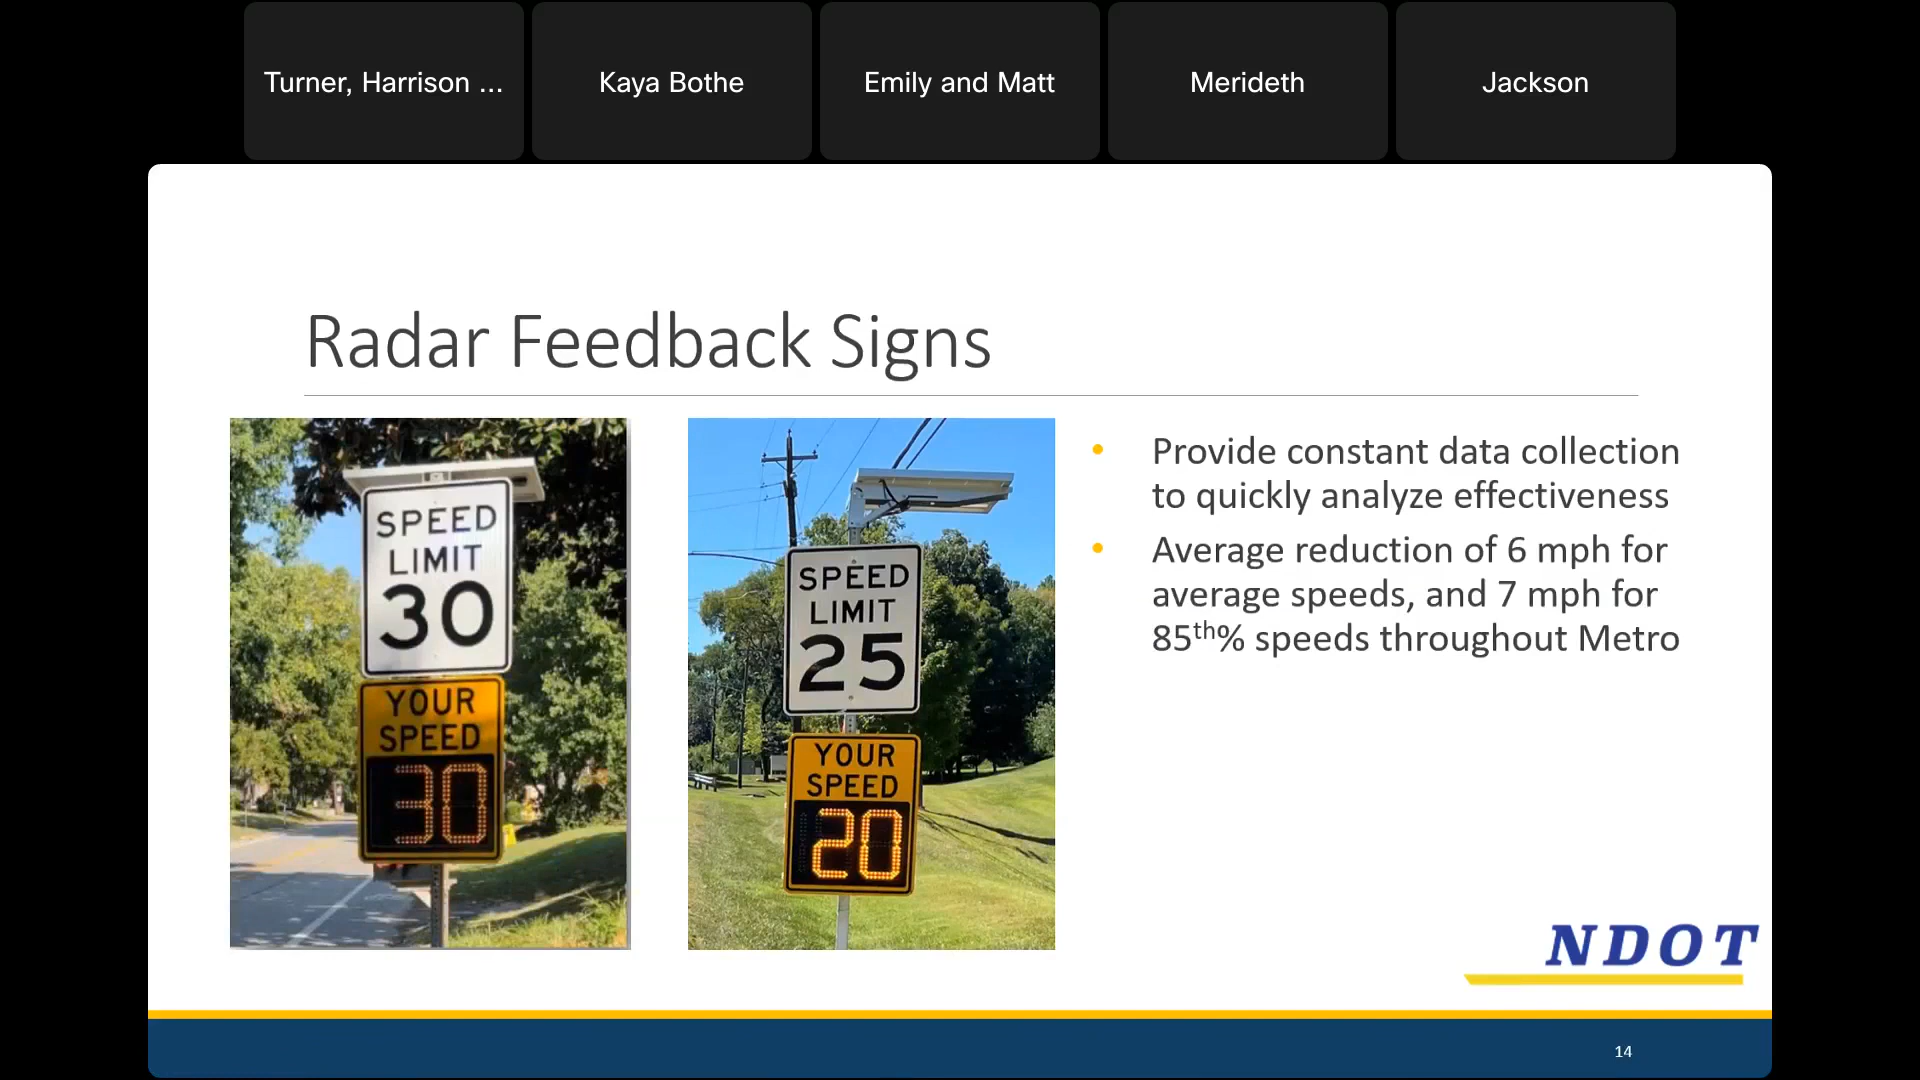 Turner, Harrison ...
Kaya Bothe
Emily and Matt
Merideth
Jackson
Radar Feedback Signs
SPEED
LIMIT
30
YOUR
SPEED
30
SPEED
LIMIT
25
YOUR
SPEED
20
• Provide constant data collection
to quickly analyze effectiveness
• Average reduction of 6 mph for
average speeds, and 7 mph for
85th% speeds throughout Metro
NDOT
14